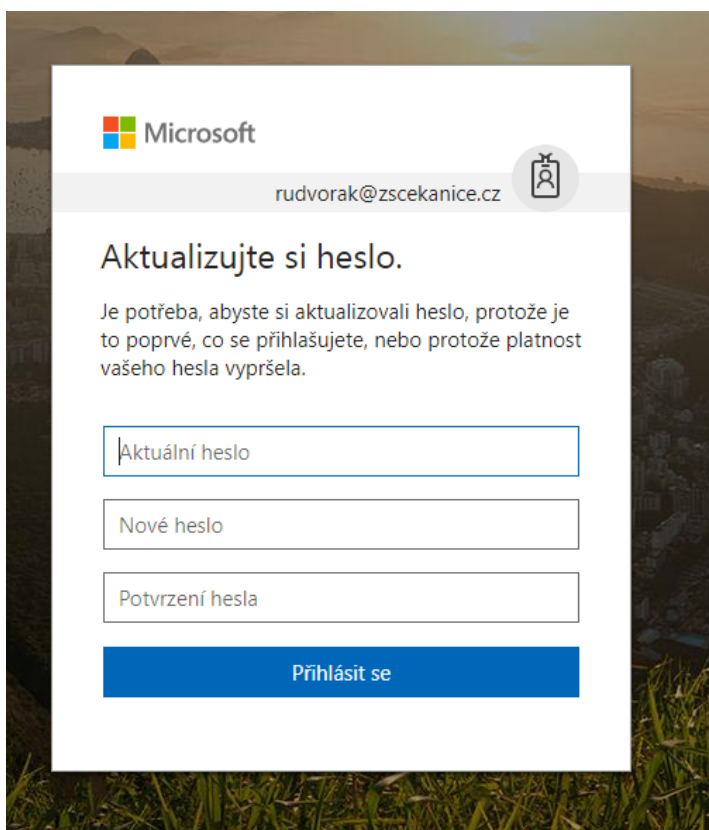 Microsoft
rudvorak@zscekanice.cz
Aktualizujte si heslo.
Je potřeba, abyste si aktualizovali heslo, protože je
to poprvé, co se přihlašujete, nebo protože platnost
vašeho hesla vypršela.
Aktuální heslo
Nové heslo
Potvrzení hesla
Přihlásit se